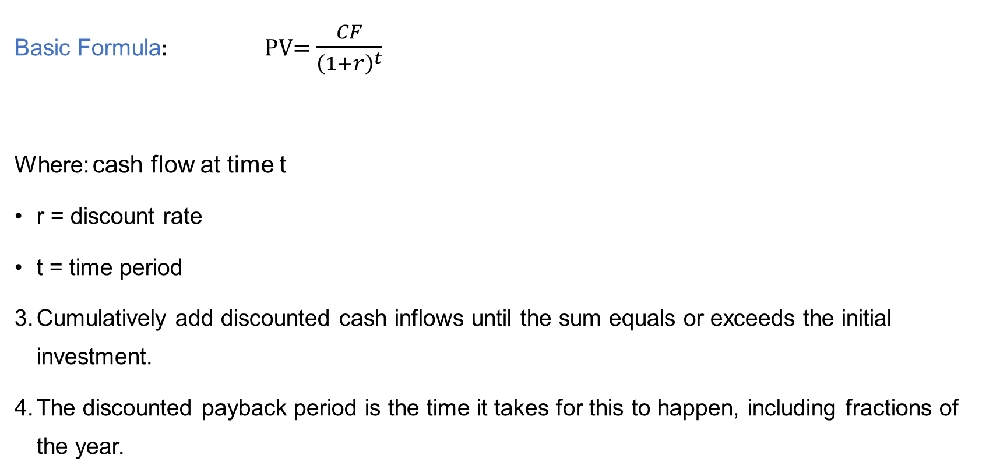 Basic Formula: PV= CF / (1+r)^t
Where: cash flow at time t
• r = discount rate
• t = time period
3. Cumulatively add discounted cash inflows until the sum equals or exceeds the initial
investment.
4. The discounted payback period is the time it takes for this to happen, including fractions of
the year.